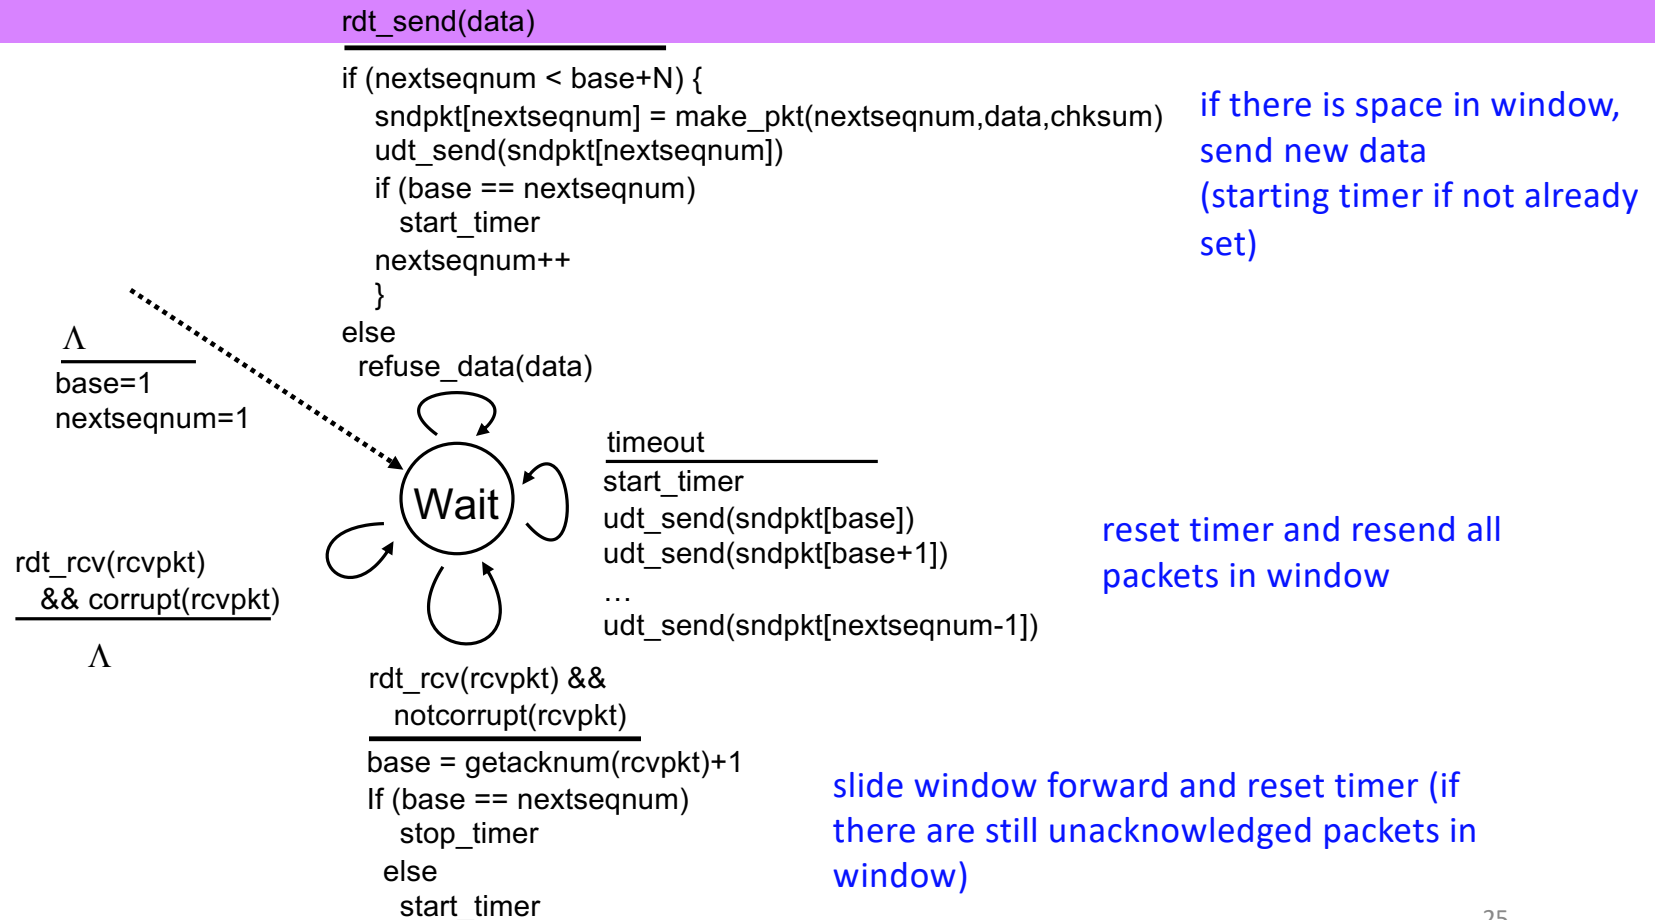 rdt_send(data)
if (nextseqnum < base+N) {
sndpkt[nextseqnum] = make_pkt(nextseqnum,data,chksum)
udt_send(sndpkt[nextseqnum])
if (base == nextseqnum)
start_timer
nextseqnum++
}
else
refuse_data(data)
if there is space in window,
send new data
(starting timer if not already
set)
Λ
base=1
nextseqnum=1
Wait
timeout
start_timer
udt_send(sndpkt[base])
udt_send(sndpkt[base+1])
…
udt_send(sndpkt[nextseqnum-1])
reset timer and resend all
packets in window
rdt_rcv(rcvpkt)
&& corrupt(rcvpkt)
Λ
rdt_rcv(rcvpkt) &&
notcorrupt(rcvpkt)
base = getacknum(rcvpkt)+1
If (base == nextseqnum)
stop_timer
else
start_timer
slide window forward and reset timer (if
there are still unacknowledged packets in
window)
25